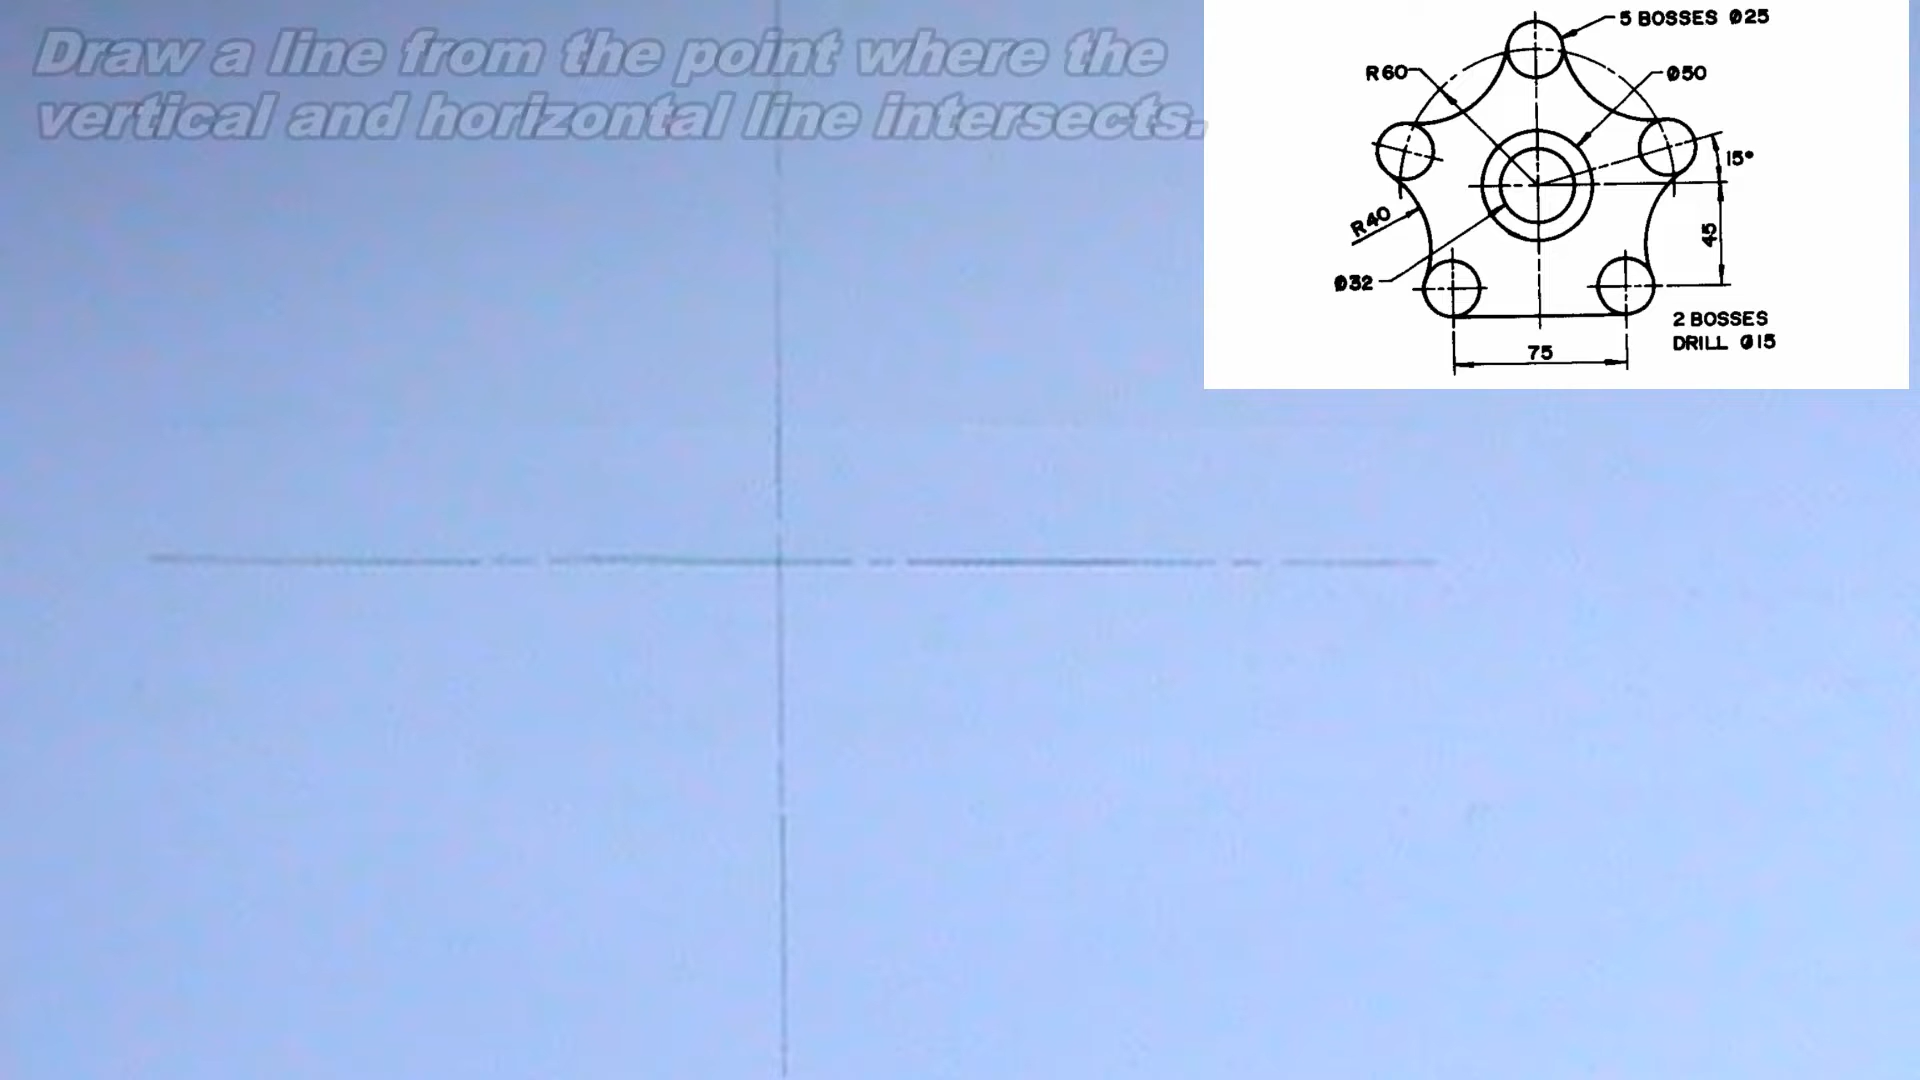 Draw a line from the point where the
vertical and horizontal line intersects.
5 BOSSES Ø25
R60
Ø50
15°
R40
45
Ø32
2 BOSSES
DRILL Ø15
75